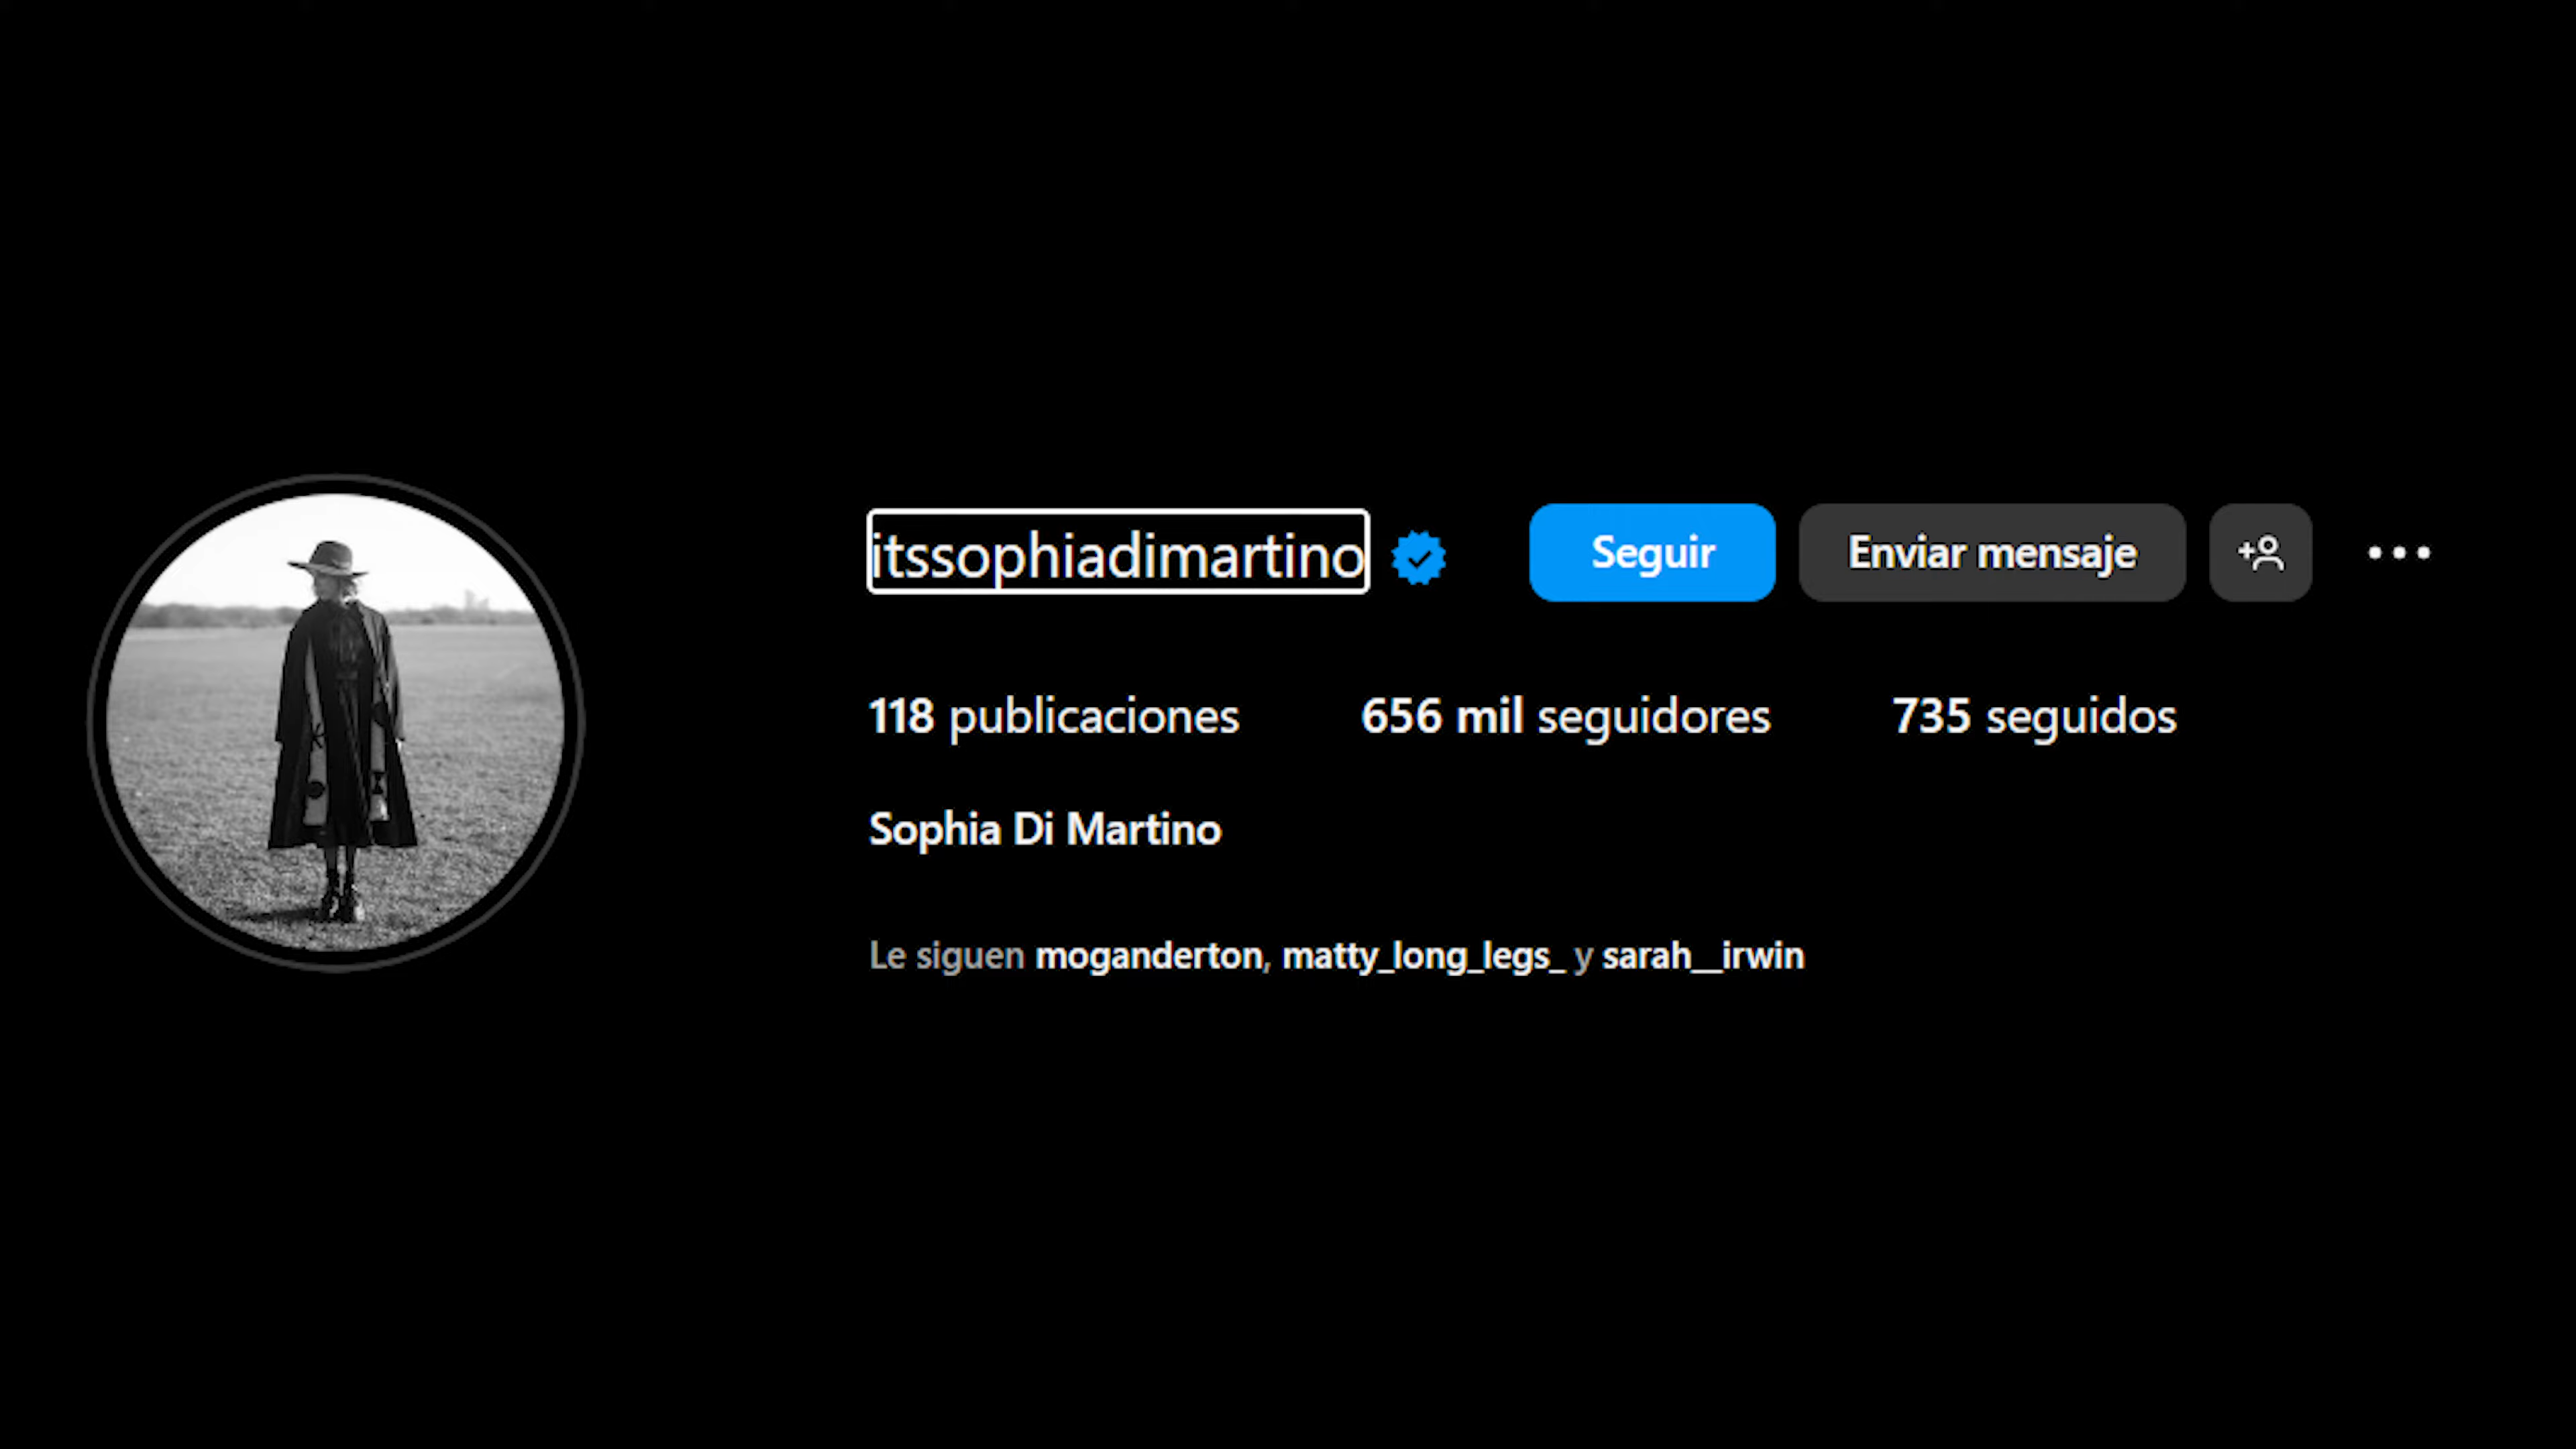 itssophiadimartino Seguir Enviar mensaje
118 publicaciones 656 mil seguidores 735 seguidos
Sophia Di Martino
Le siguen moganderton, matty_long_legs_ y sarah__irwin